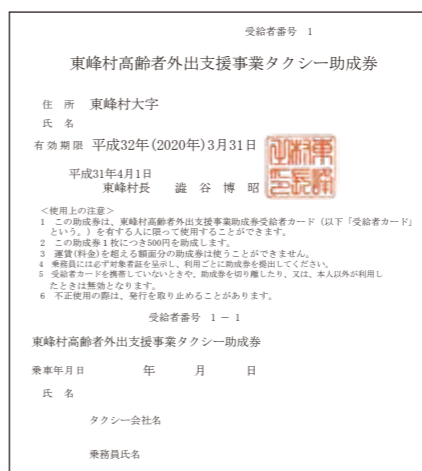 受給者番号 1
東峰村高齢者外出支援事業タクシー助成券
住 所 東峰村大字
氏 名
有効期限 平成32年(2020年)3月31日
平成31年4月1日
東峰村長 澁 谷 博 昭
東峰村長之印
<使用上の注意>
1 この助成券は、東峰村高齢者外出支援事業助成券受給者カード(以下「受給者カード」
という。)を有する人に限って使用することができます。
2 この助成券1枚につき500円を助成します。
3 運賃(料金)を超える額面分の助成券は使うことができません。
4 乗務員には必ず対象者証を呈示し、利用ごとに助成券を提出してください。
5 受給者カードを携帯していないときや、助成券を切り離したり、又は、本人以外が利用し
たときは無効となります。
6 不正使用の際は、発行を取り止めることがあります。
受給者番号 1-1
東峰村高齢者外出支援事業タクシー助成券
乗車年月日 年 月 日
氏 名
タクシー会社名
乗務員氏名